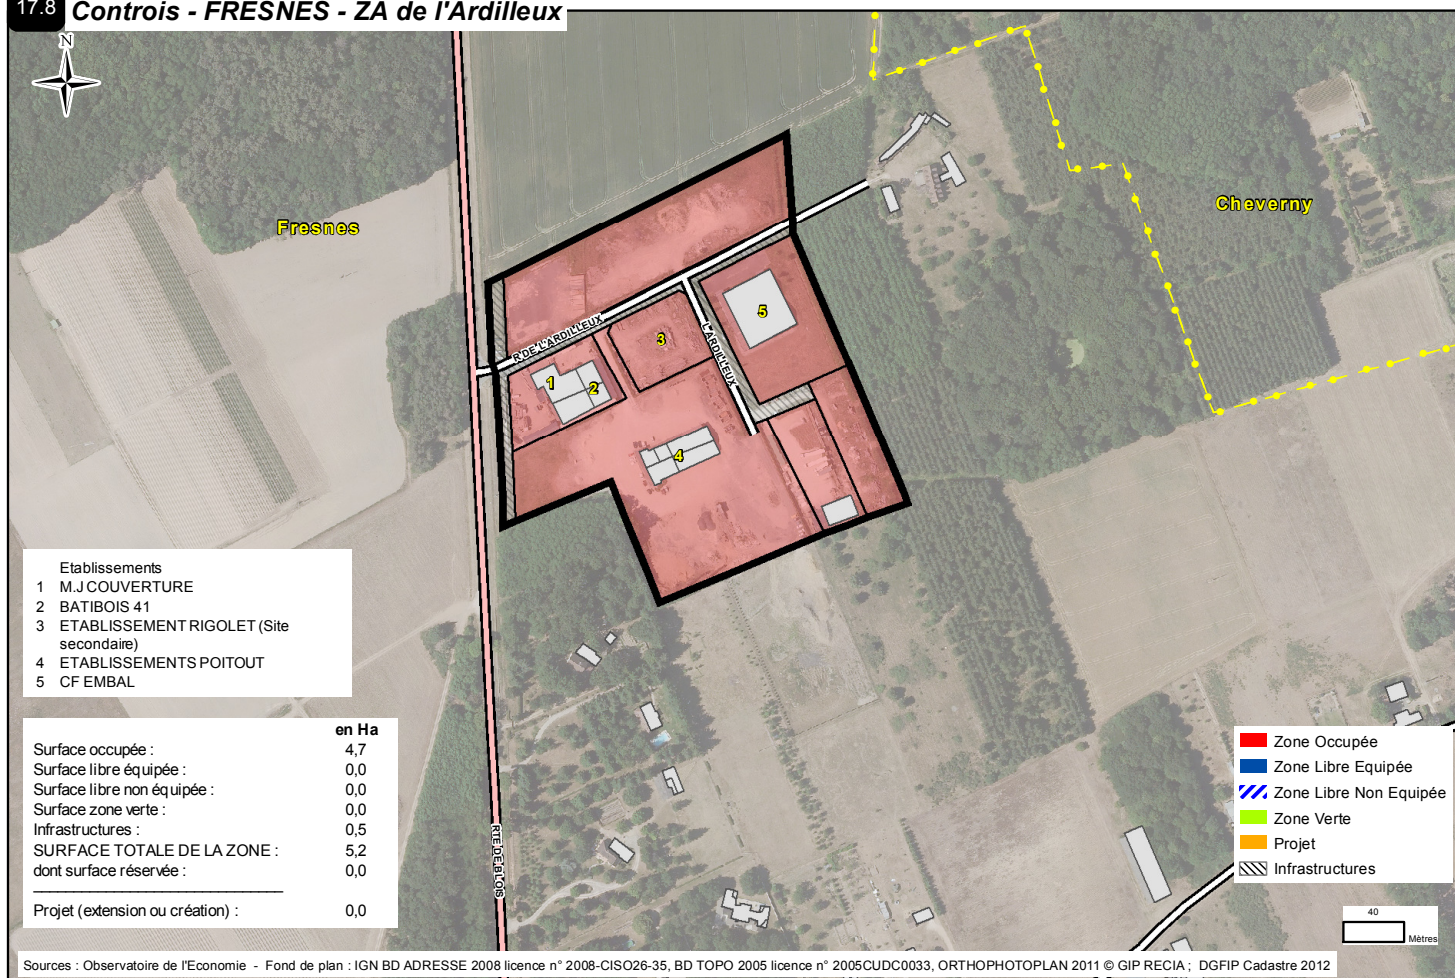 17.8 Controis - FRESNES - ZA de l'Ardilleux
N
Fresnes
Cheverny
R DE L'ARDILLEUX
L'ARDILLEUX
1
2
3
4
5
RTE DE BLOIS
Etablissements
1 M.J COUVERTURE
2 BATIBOIS 41
3 ETABLISSEMENT RIGOLET (Site
secondaire)
4 ETABLISSEMENTS POITOUT
5 CF EMBAL
en Ha
Surface occupée : 4,7
Surface libre équipée : 0,0
Surface libre non équipée : 0,0
Surface zone verte : 0,0
Infrastructures : 0,5
SURFACE TOTALE DE LA ZONE : 5,2
dont surface réservée : 0,0
Projet (extension ou création) : 0,0
Zone Occupée
Zone Libre Equipée
Zone Libre Non Equipée
Zone Verte
Projet
Infrastructures
40
Mètres
Sources : Observatoire de l'Economie - Fond de plan : IGN BD ADRESSE 2008 licence n° 2008-CISO26-35, BD TOPO 2005 licence n° 2005CUDC0033, ORTHOPHOTOPLAN 2011 © GIP RECIA ; DGFIP Cadastre 2012